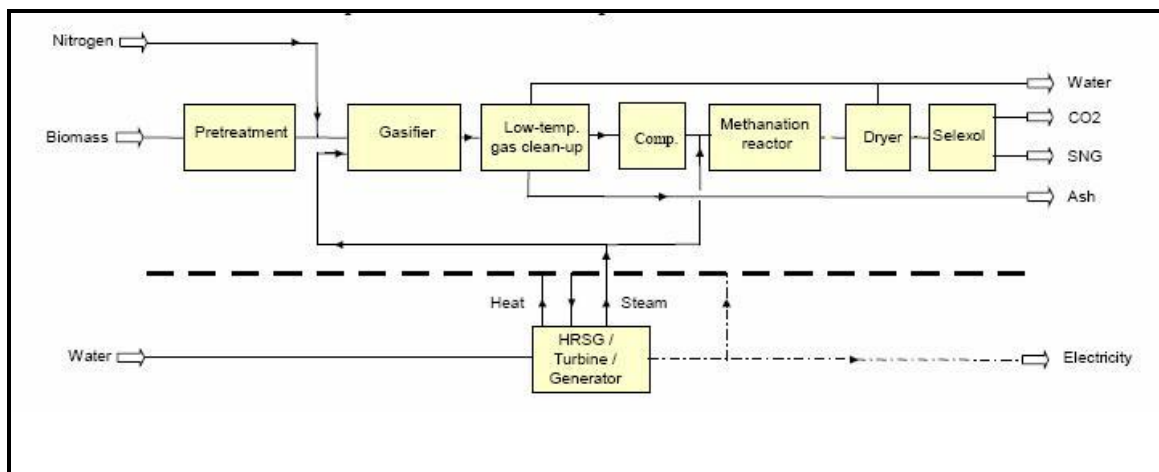 Nitrogen
Water
Biomass
Pretreatment
Gasifier
Low-temp.
gas clean-up
Comp.
Methanation
reactor
Dryer
Selexol
CO2
SNG
Ash
Heat
Steam
Water
HRSG /
Turbine /
Generator
Electricity